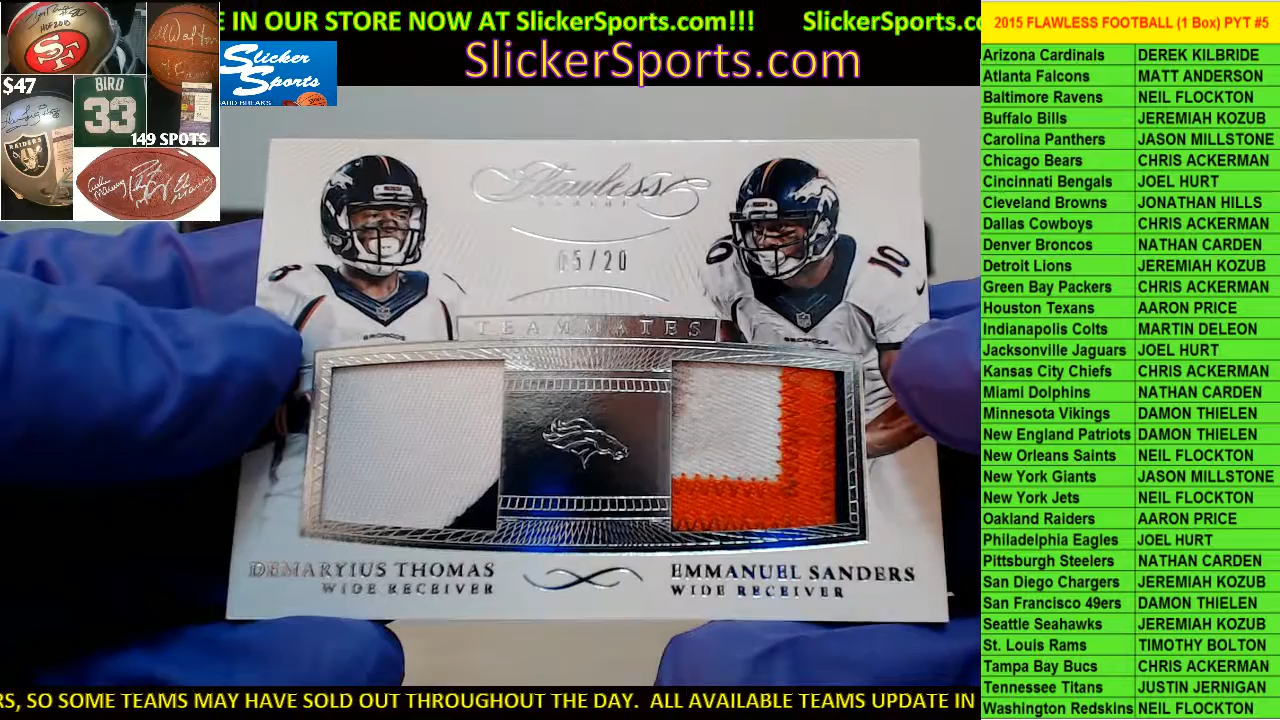 E IN OUR STORE NOW AT SlickerSports.com!!! SlickerSports.c
SlickerSports.com
Slicker
Sports
ARD BREAKS
$47
BIRD
33
149 SPOTS
RAIDERS
SF
Flawless
05/20
TEAMMATES
10
BRONCOS
BRONCOS
DEMARYIUS THOMAS
WIDE RECEIVER
EMMANUEL SANDERS
WIDE RECEIVER
RS, SO SOME TEAMS MAY HAVE SOLD OUT THROUGHOUT THE DAY. ALL AVAILABLE TEAMS UPDATE IN
2015 FLAWLESS FOOTBALL (1 Box) PYT #5
Arizona Cardinals DEREK KILBRIDE
Atlanta Falcons MATT ANDERSON
Baltimore Ravens NEIL FLOCKTON
Buffalo Bills JEREMIAH KOZUB
Carolina Panthers JASON MILLSTONE
Chicago Bears CHRIS ACKERMAN
Cincinnati Bengals JOEL HURT
Cleveland Browns JONATHAN HILLS
Dallas Cowboys CHRIS ACKERMAN
Denver Broncos NATHAN CARDEN
Detroit Lions JEREMIAH KOZUB
Green Bay Packers CHRIS ACKERMAN
Houston Texans AARON PRICE
Indianapolis Colts MARTIN DELEON
Jacksonville Jaguars JOEL HURT
Kansas City Chiefs CHRIS ACKERMAN
Miami Dolphins NATHAN CARDEN
Minnesota Vikings DAMON THIELEN
New England Patriots DAMON THIELEN
New Orleans Saints NEIL FLOCKTON
New York Giants JASON MILLSTONE
New York Jets NEIL FLOCKTON
Oakland Raiders AARON PRICE
Philadelphia Eagles JOEL HURT
Pittsburgh Steelers NATHAN CARDEN
San Diego Chargers JEREMIAH KOZUB
San Francisco 49ers DAMON THIELEN
Seattle Seahawks JEREMIAH KOZUB
St. Louis Rams TIMOTHY BOLTON
Tampa Bay Bucs CHRIS ACKERMAN
Tennessee Titans JUSTIN JERNIGAN
Washington Redskins NEIL FLOCKTON